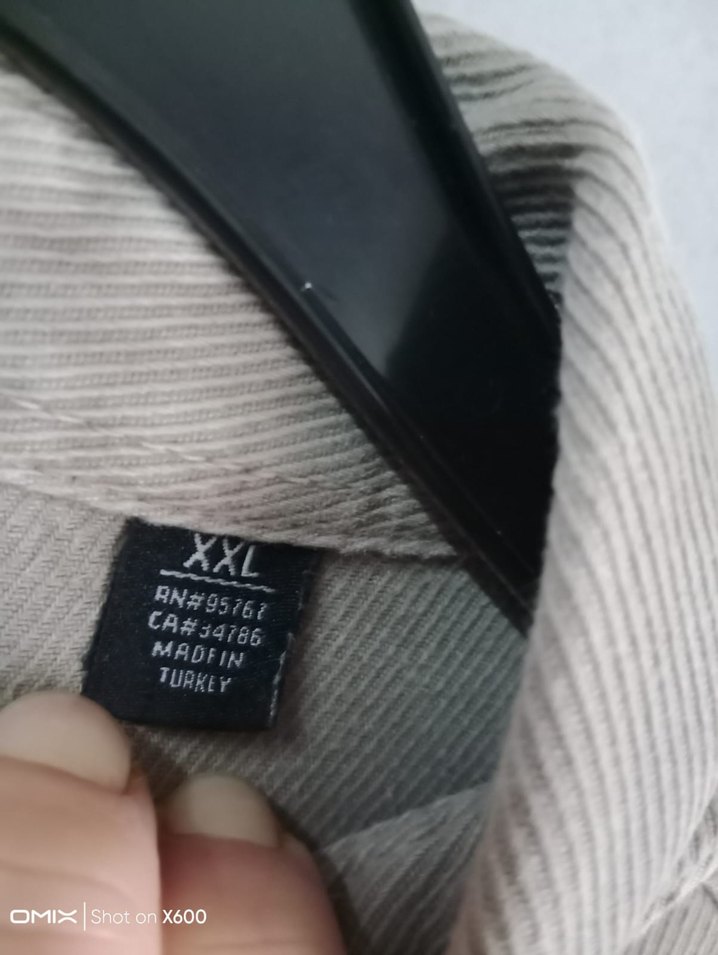 XXL
RN#95767
CA#34786
MADE IN
TURKEY
OMIX | Shot on X600